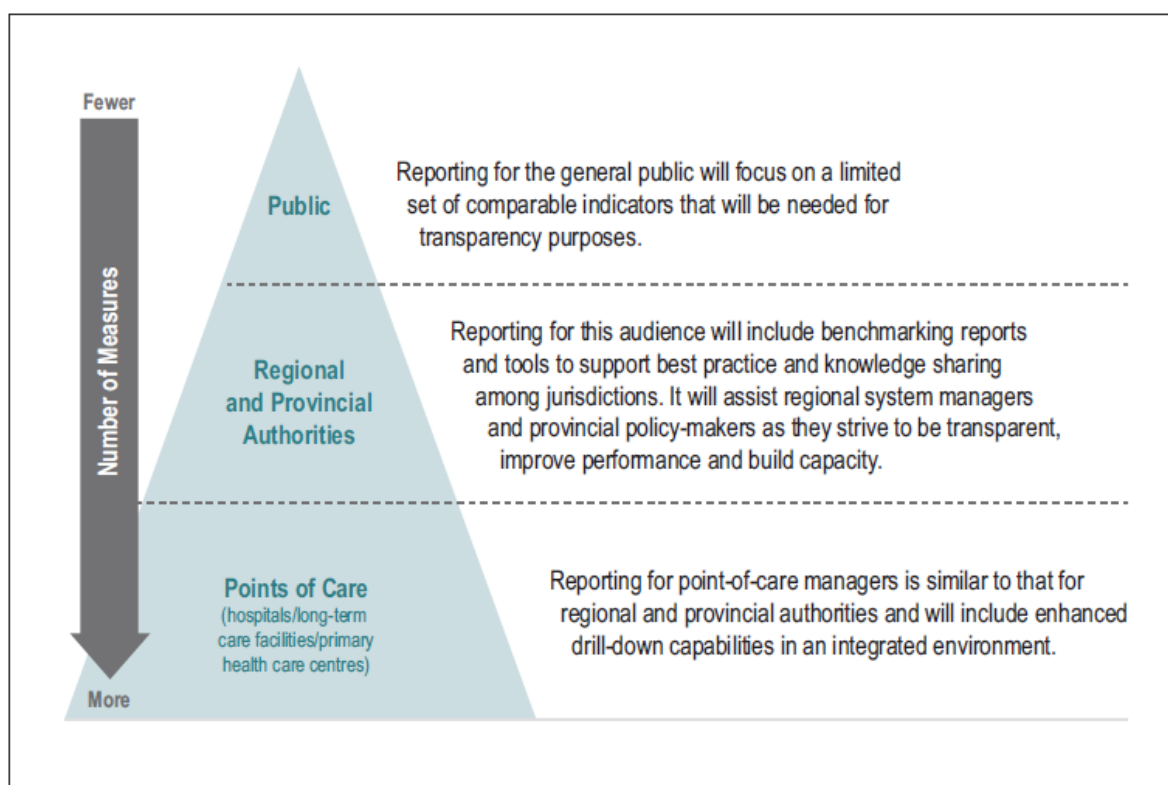 Fewer
Number of Measures
More
Public
Reporting for the general public will focus on a limited
set of comparable indicators that will be needed for
transparency purposes.
Regional
and Provincial
Authorities
Reporting for this audience will include benchmarking reports
and tools to support best practice and knowledge sharing
among jurisdictions. It will assist regional system managers
and provincial policy-makers as they strive to be transparent,
improve performance and build capacity.
Points of Care
(hospitals/long-term
care facilities/primary
health care centres)
Reporting for point-of-care managers is similar to that for
regional and provincial authorities and will include enhanced
drill-down capabilities in an integrated environment.